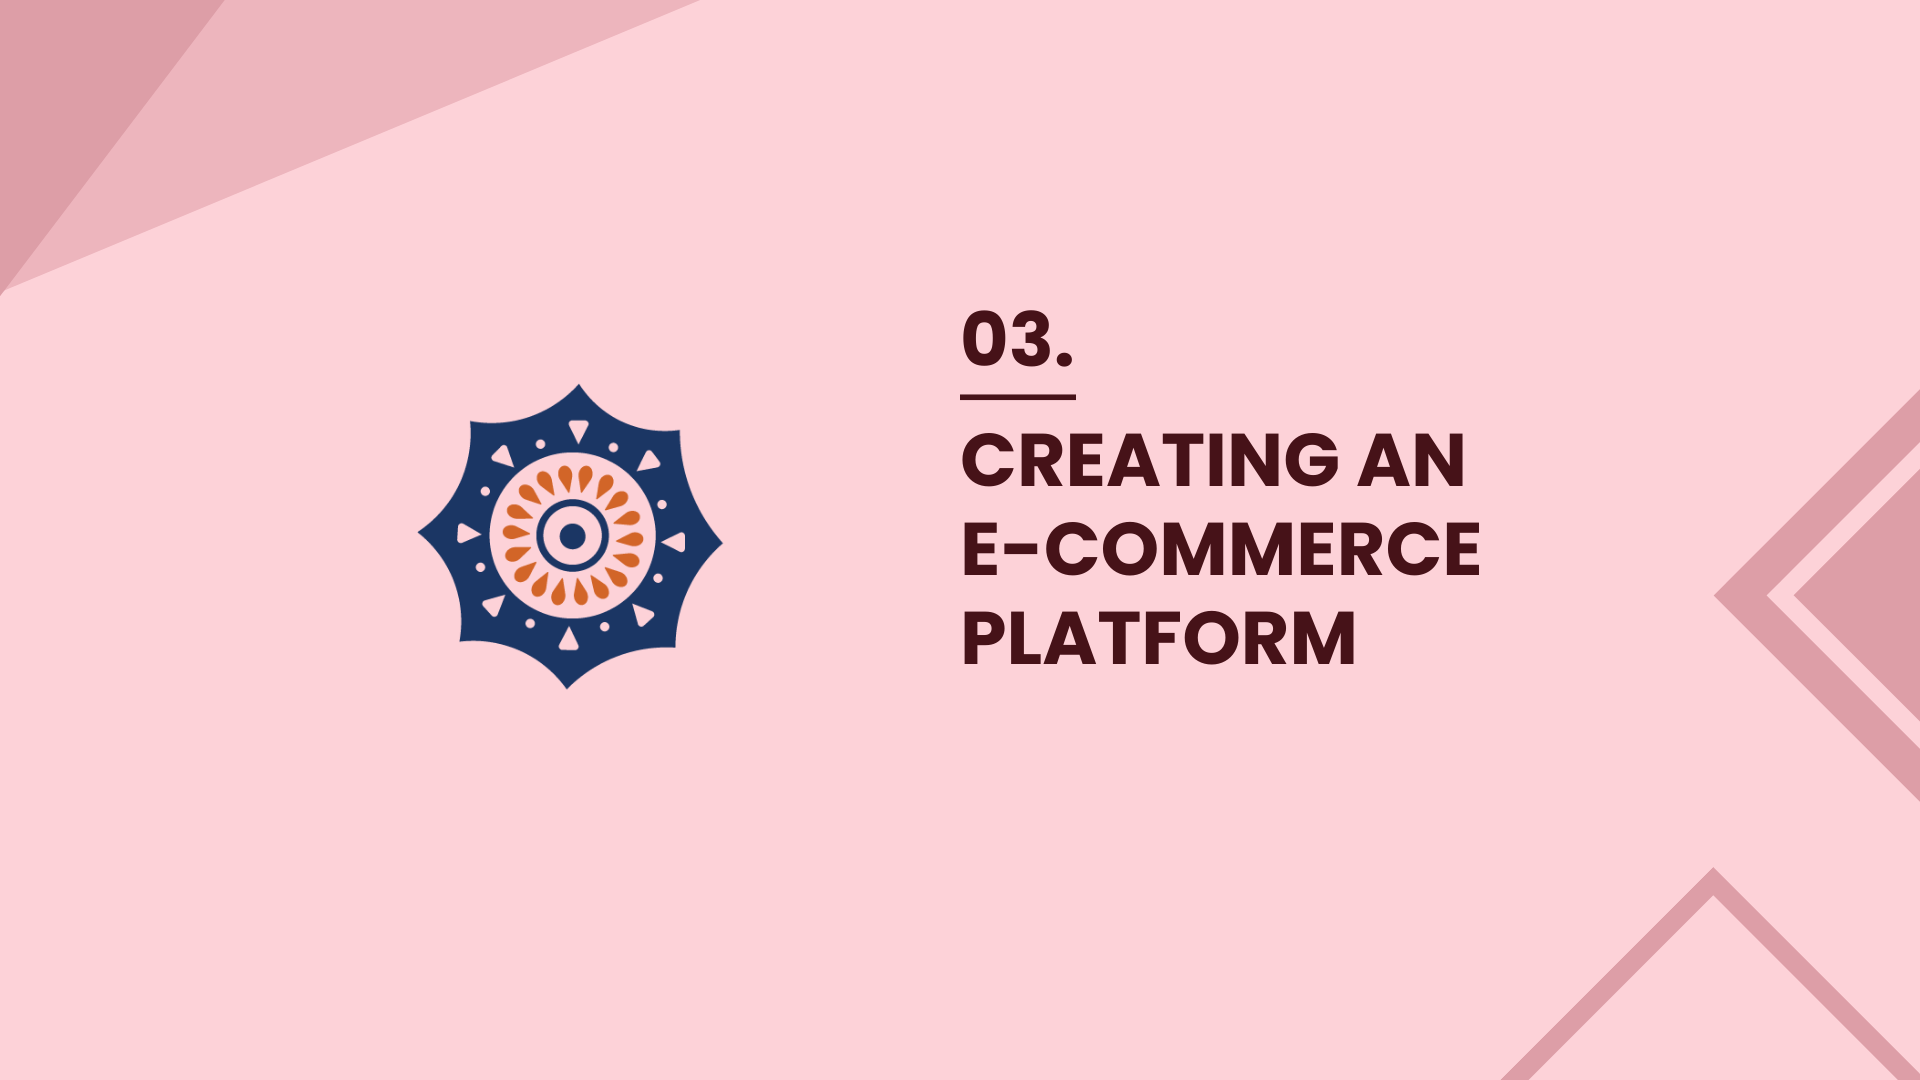 03.
CREATING AN
E-COMMERCE
PLATFORM